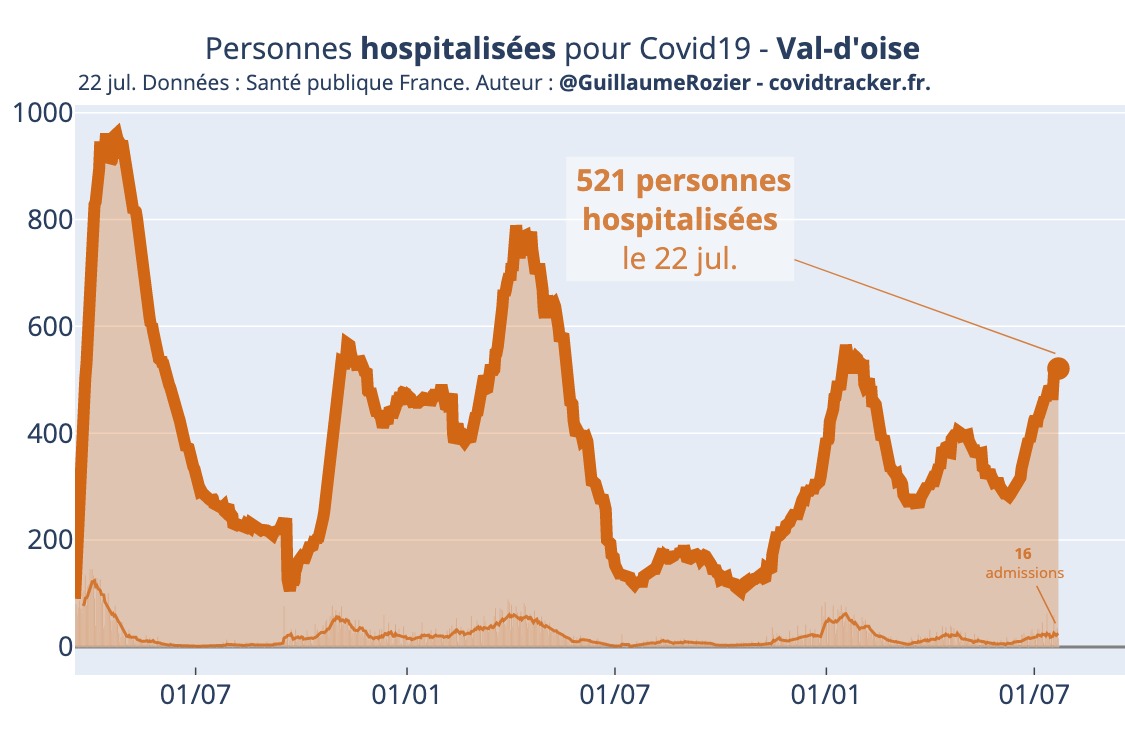 Personnes hospitalisées pour Covid19 - Val-d'oise
22 jul. Données : Santé publique France. Auteur : @GuillaumeRozier - covidtracker.fr.
1000
800
600
400
200
0
521 personnes
hospitalisées
le 22 jul.
16
admissions
01/07
01/01
01/07
01/01
01/07